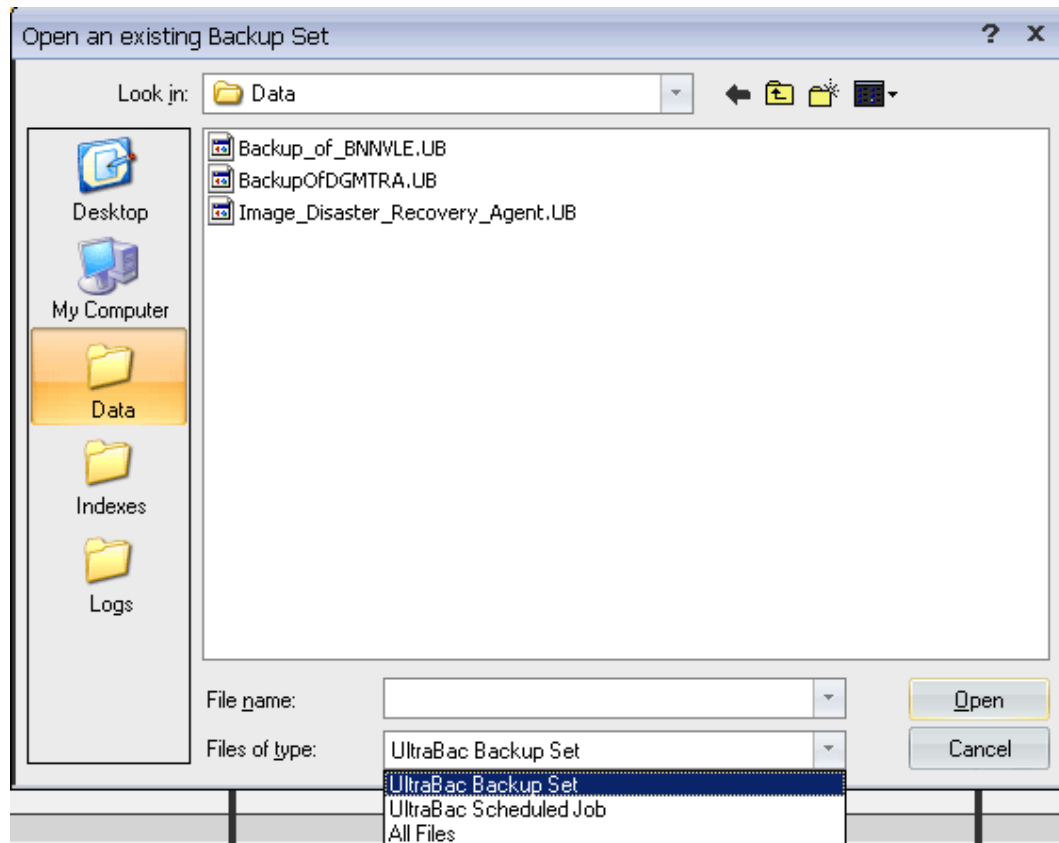 Open an existing Backup Set
? X
Look in:
Data
Backup_of_BNNVLE.UB
BackupOfDGMTRA.UB
Image_Disaster_Recovery_Agent.UB
Desktop
My Computer
Data
Indexes
Logs
File name:
Open
Files of type:
UltraBac Backup Set
Cancel
UltraBac Backup Set
UltraBac Scheduled Job
All Files